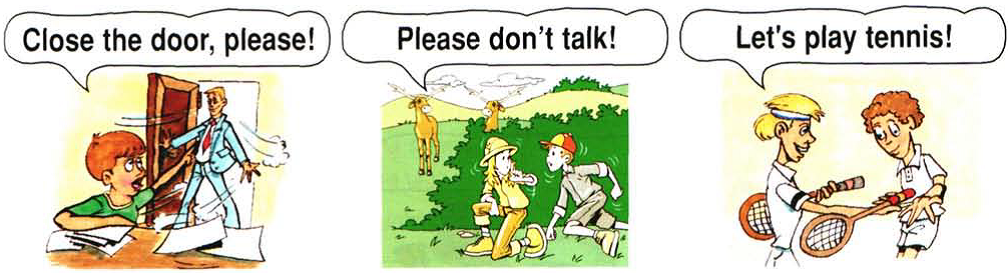 Close the door, please!
Please don't talk!
Let's play tennis!